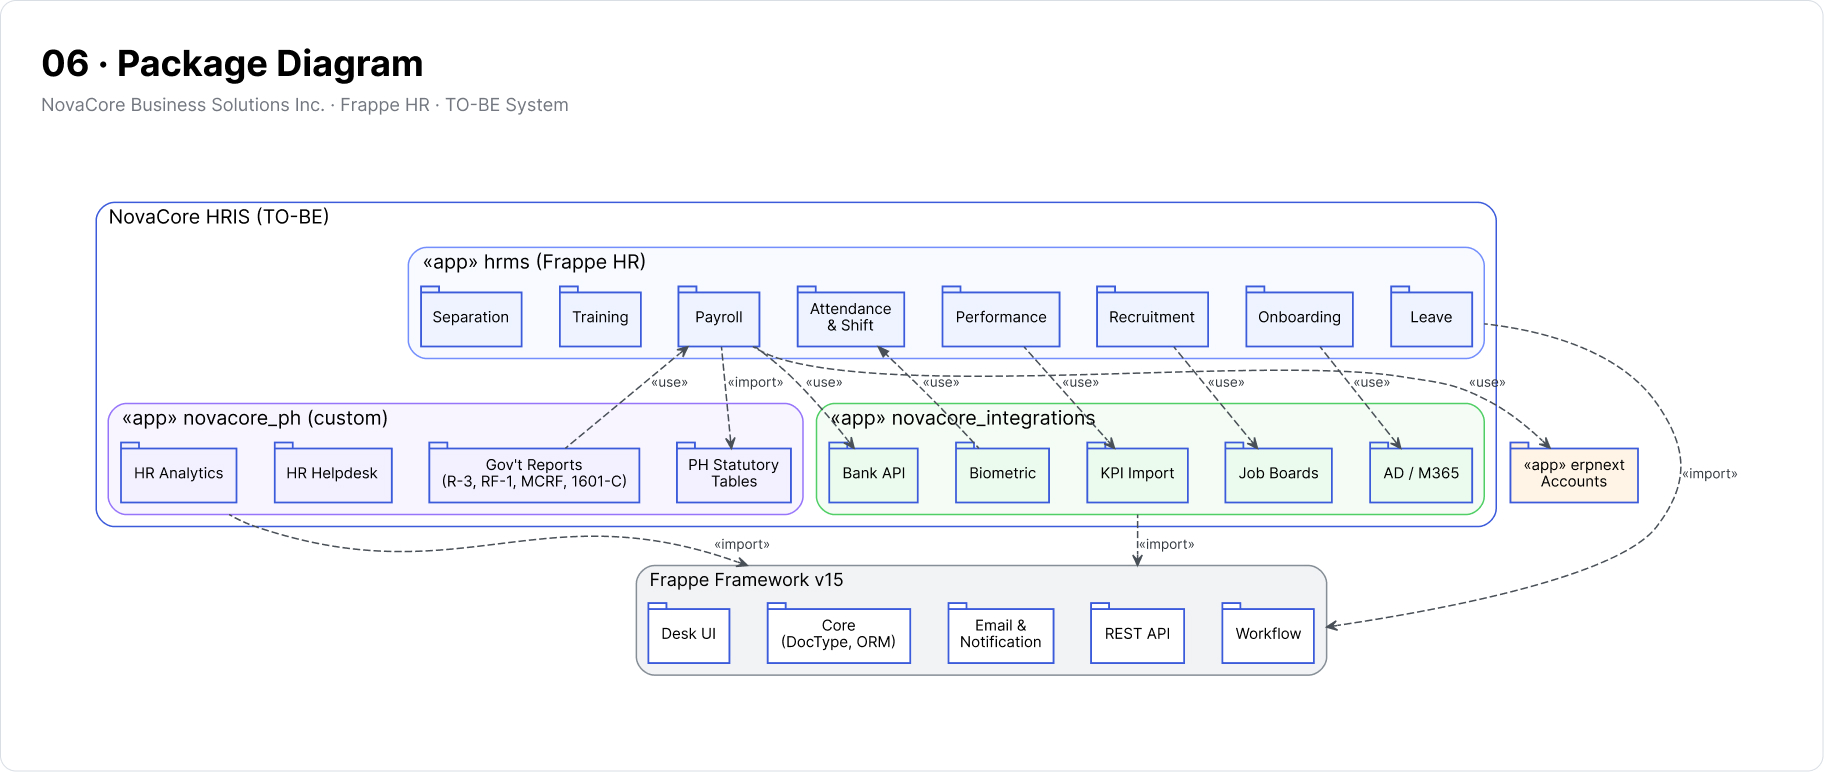 06 · Package Diagram
NovaCore Business Solutions Inc. · Frappe HR · TO-BE System
NovaCore HRIS (TO-BE)
«app» hrms (Frappe HR)
Separation
Training
Payroll
Attendance
& Shift
Performance
Recruitment
Onboarding
Leave
«use»
«import»
«use»
«use»
«use»
«use»
«use»
«use»
«app» novacore_ph (custom)
HR Analytics
HR Helpdesk
Gov't Reports
(R-3, RF-1, MCRF, 1601-C)
PH Statutory
Tables
«app» novacore_integrations
Bank API
Biometric
KPI Import
Job Boards
AD / M365
«app» erpnext
Accounts
«import»
«import»
«import»
Frappe Framework v15
Desk UI
Core
(DocType, ORM)
Email &
Notification
REST API
Workflow